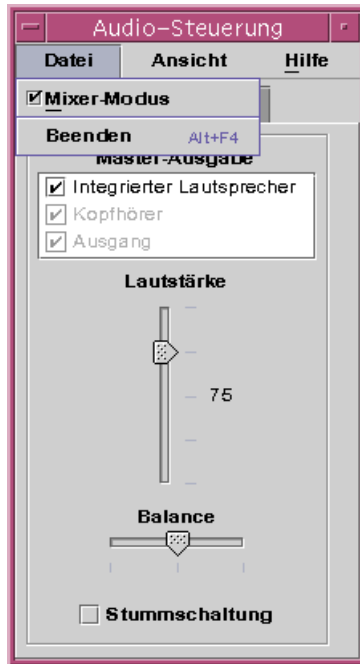 Audio-Steuerung
Datei Ansicht Hilfe
Mixer-Modus
Beenden Alt+F4
Master-Ausgabe
Integrierter Lautsprecher
Kopfhörer
Ausgang
Lautstärke
75
Balance
Stummschaltung